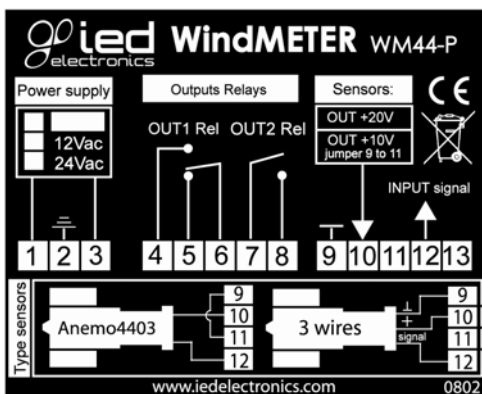 ied electronics WindMETER WM44-P
Power supply
12Vac
24Vac
Outputs Relays
OUT1 Rel OUT2 Rel
Sensors:
OUT +20V
OUT +10V
jumper 9 to 11
CE
INPUT signal
1 2 3 4 5 6 7 8 9 10 11 12 13
Type sensors
Anemo4403
9
10
11
12
3 wires
⊥
+
signal
9
10
11
12
www.iedelectronics.com 0802